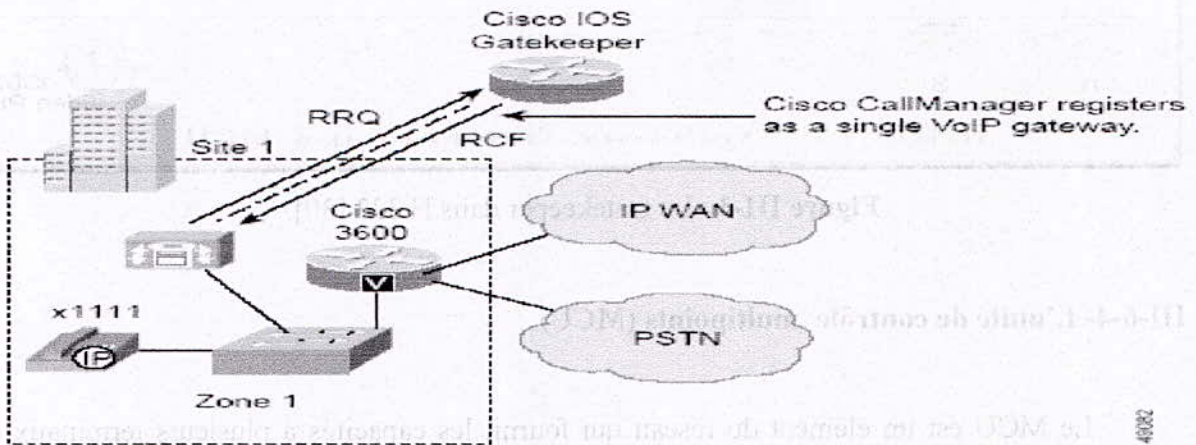 Cisco IOS
Gatekeeper
RRQ
RCF
Cisco CallManager registers
as a single VoIP gateway.
Site 1
Cisco
3600
V
IP WAN
PSTN
x1111
IP
Zone 1
III-6-4- L'unité de contrôle multipoints (MCU)
Le MCU est un élément du réseau qui fournit les capacités à plusieurs terminaux